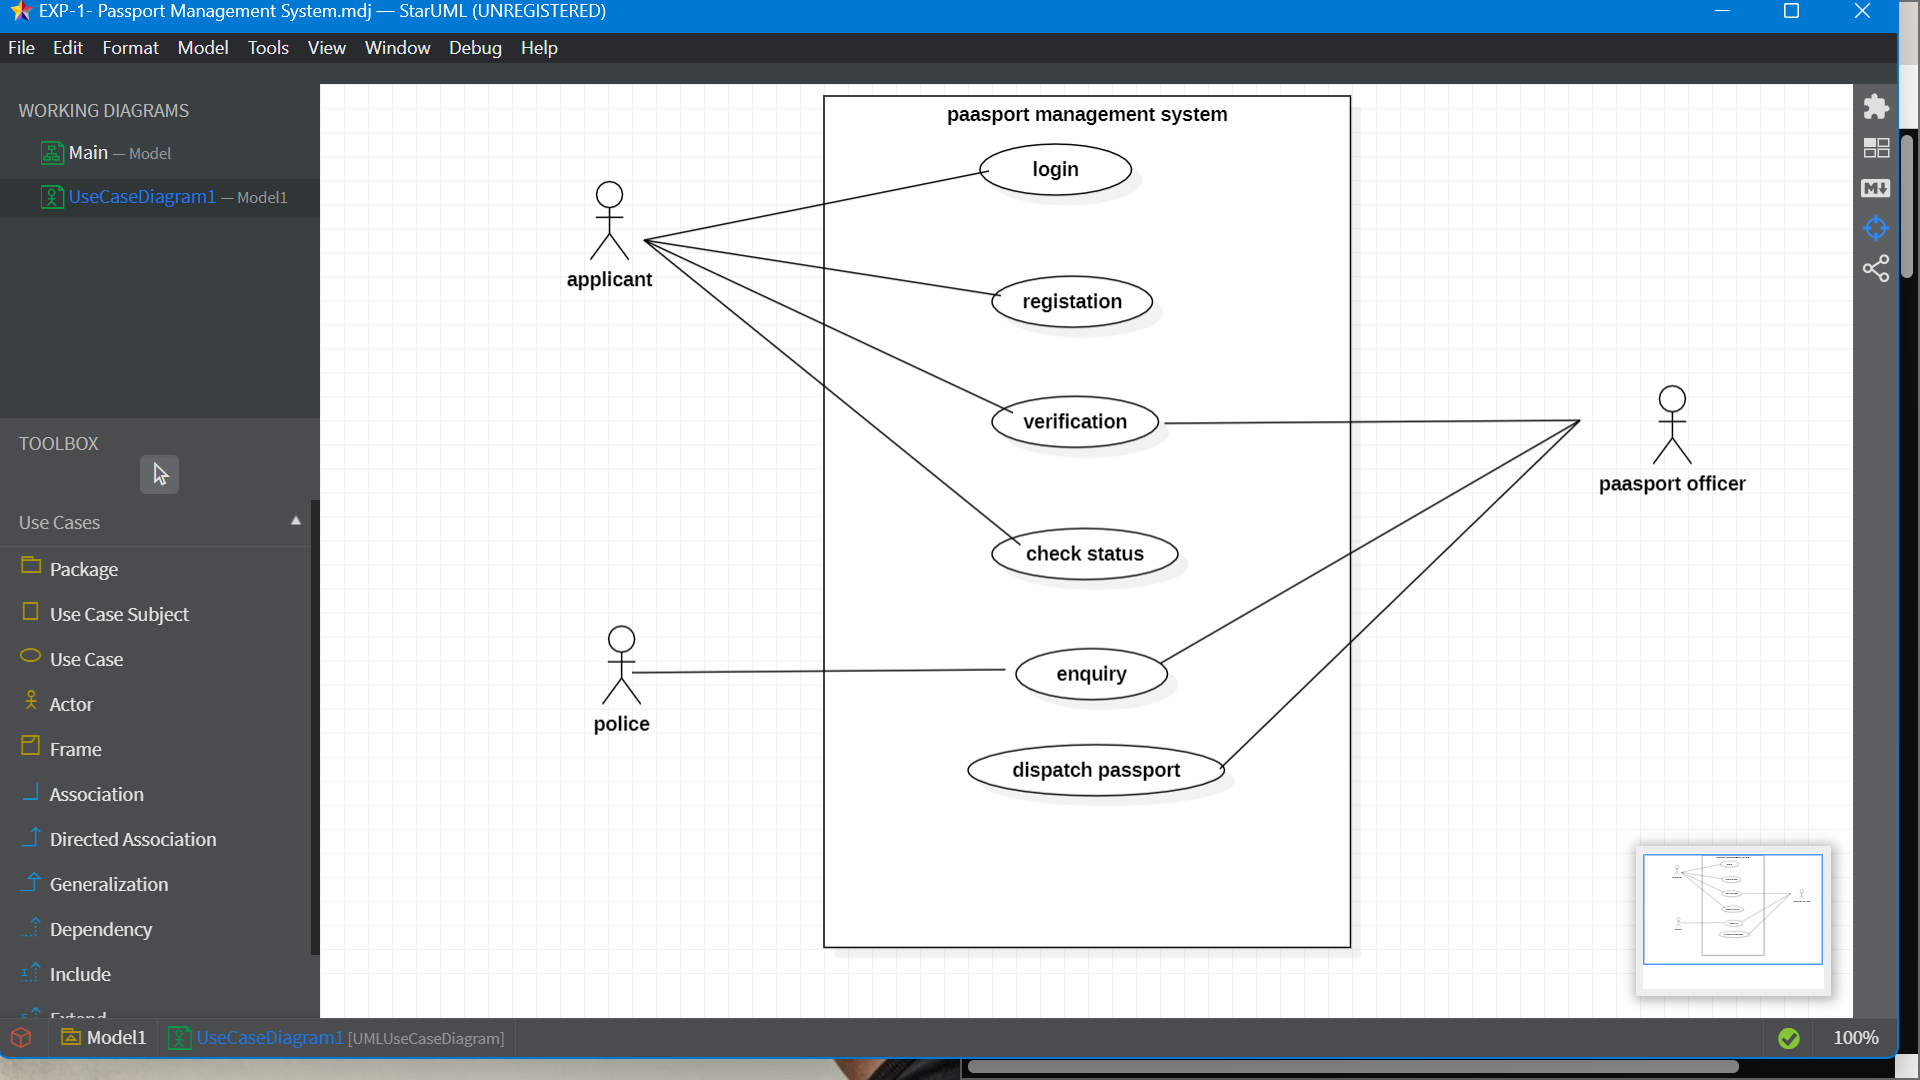 EXP-1- Passport Management System.mdj — StarUML (UNREGISTERED)
File Edit Format Model Tools View Window Debug Help
WORKING DIAGRAMS
Main — Model
UseCaseDiagram1 — Model1
TOOLBOX
Use Cases
Package
Use Case Subject
Use Case
Actor
Frame
Association
Directed Association
Generalization
Dependency
Include
Extend
paasport management system
login
applicant
registation
verification
paasport officer
check status
enquiry
police
dispatch passport
M
Model1
UseCaseDiagram1 [UMLUseCaseDiagram]
100%